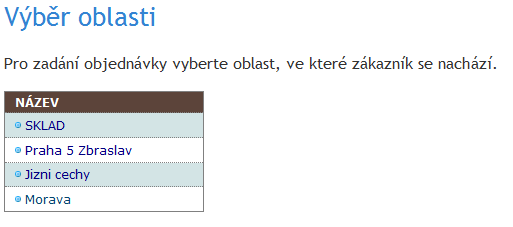 Výběr oblasti
Pro zadání objednávky vyberte oblast, ve které zákazník se nachází.
NÁZEV
SKLAD
Praha 5 Zbraslav
Jizni cechy
Morava